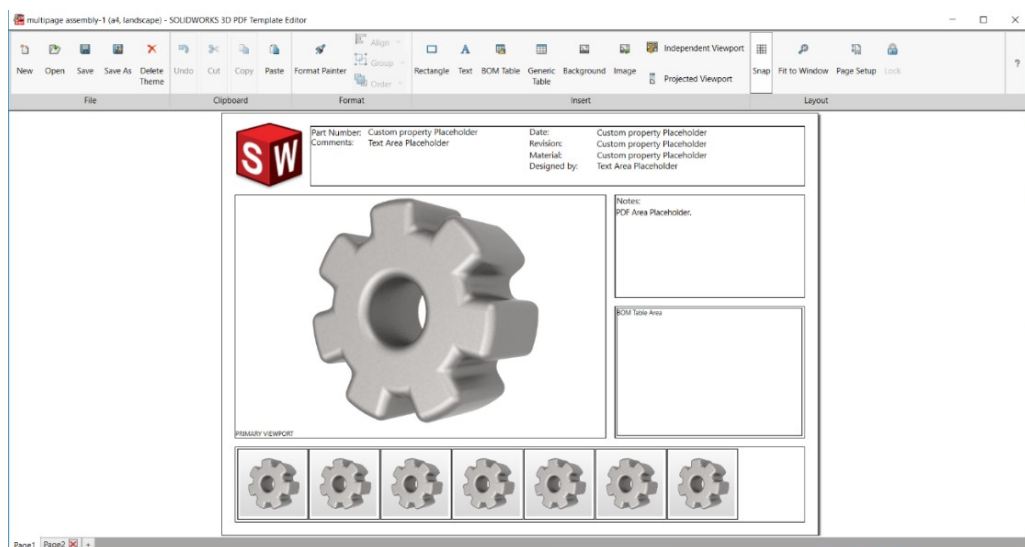 multipage assembly-1 (a4, landscape) - SOLIDWORKS 3D PDF Template Editor
New Open Save Save As Delete Theme Undo Cut Copy Paste Format Painter Align Group Order Rectangle Text BOM Table Generic Table Background Image Independent Viewport Projected Viewport Snap Fit to Window Page Setup Lock ?
File Clipboard Format Insert Layout
SW
Part Number: Custom property Placeholder Date: Custom property Placeholder
Comments: Text Area Placeholder Revision: Custom property Placeholder
Material: Custom property Placeholder
Designed by: Text Area Placeholder
Notes:
PDF Area Placeholder.
BOM Table Area
PRIMARY VIEWPORT
Page1 Page2 +